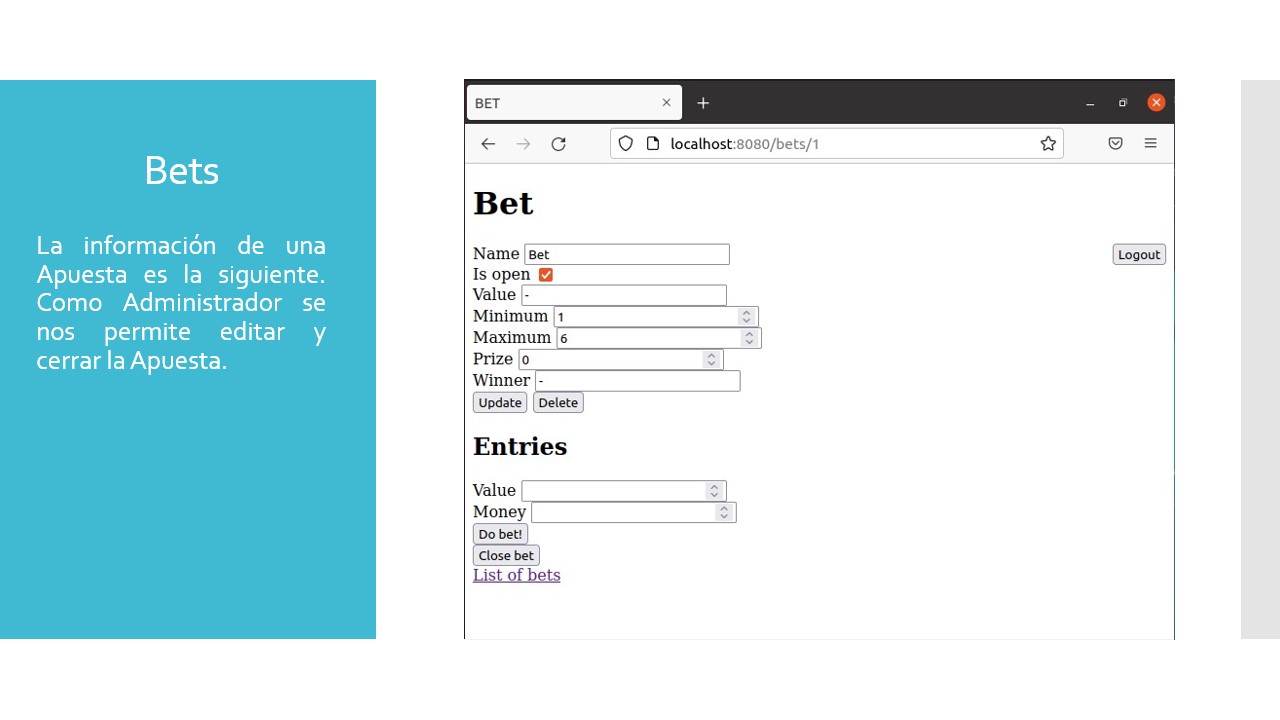 Bets
La información de una
Apuesta es la siguiente.
Como Administrador se
nos permite editar y
cerrar la Apuesta.
BET
localhost:8080/bets/1
Bet
Name Bet
Logout
Is open
Value -
Minimum 1
Maximum 6
Prize 0
Winner -
Update Delete
Entries
Value
Money
Do bet!
Close bet
List of bets